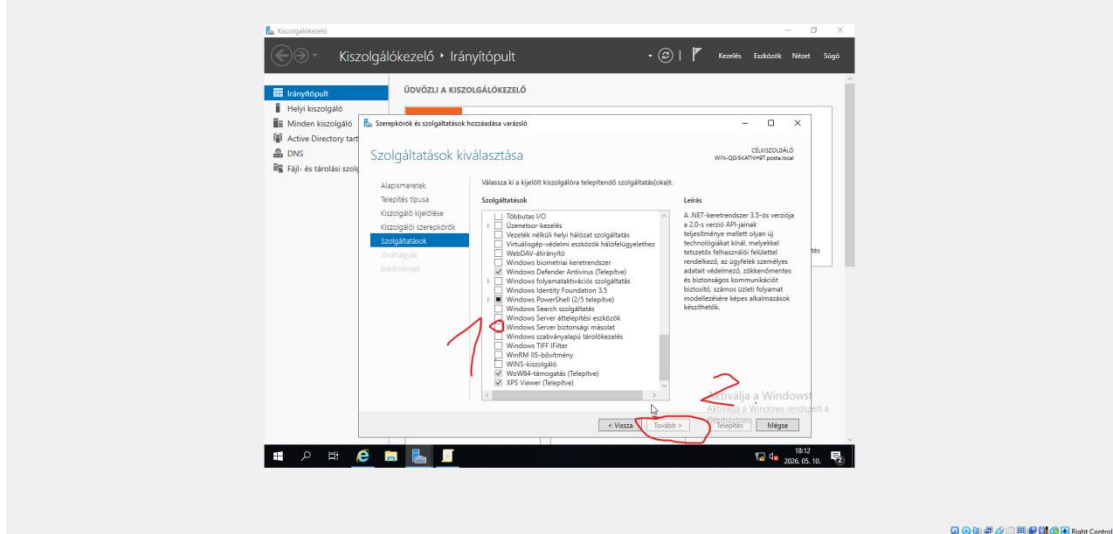 Kiszolgálókezelő
Kiszolgálókezelő • Irányítópult
Kezelés Eszközök Nézet Súgó
Irányítópult
Helyi kiszolgáló
Minden kiszolgáló
Active Directory tart
DNS
Fájl- és tárolási szolg
ÜDVÖZLI A KISZOLGÁLÓKEZELŐ
Szerepkörök és szolgáltatások hozzáadása varázsló
Szolgáltatások kiválasztása
CÉLKISZOLGÁLÓ
Alapismeretek
Telepítés típusa
Kiszolgáló kijelölése
Kiszolgálói szerepkörök
Szolgáltatások
Jóváhagyás
Eredmények
Válassza ki a kijelölt kiszolgálóra telepítendő szolgáltatás(oka)t.
Szolgáltatások
Többutas I/O
Üzenetsor-kezelés
Vezeték nélküli helyi hálózat szolgáltatás
Virtuálisgép-védelmi eszközök hálófelügyelethez
WebDAV-átirányító
Windows biometriai keretrendszer
Windows Defender Antivirus (Telepítve)
Windows folyamataktivációs szolgáltatás
Windows Identity Foundation 3.5
Windows PowerShell (2/5 telepítve)
Windows Search szolgáltatás
Windows Server áttelepítési eszközök
Windows Server biztonsági másolat
Windows szabványalapú tárolókezelés
Windows TIFF IFilter
WinRM IIS-bővítmény
WINS-kiszolgáló
WoW64-támogatás (Telepítve)
XPS Viewer (Telepítve)
Leírás
A .NET-keretrendszer 3.5-ös verziója
a 2.0-s verzió API-jainak
teljesítménye mellett olyan új
technológiákat kínál, melyekkel
tetszetős felhasználói felülettel
rendelkező, az ügyfelek személyes
adatait védelmező, zökkenőmentes
és biztonságos kommunikációt
biztosító, számos üzleti folyamat
modellezésére képes alkalmazások
készíthetők.
tés
1
2
Aktiválja a Windowst
Aktiválja a Windows rendszert a
< Vissza Tovább > Telepítés Mégse
18:12
2026. 05. 10.
2
Right Control